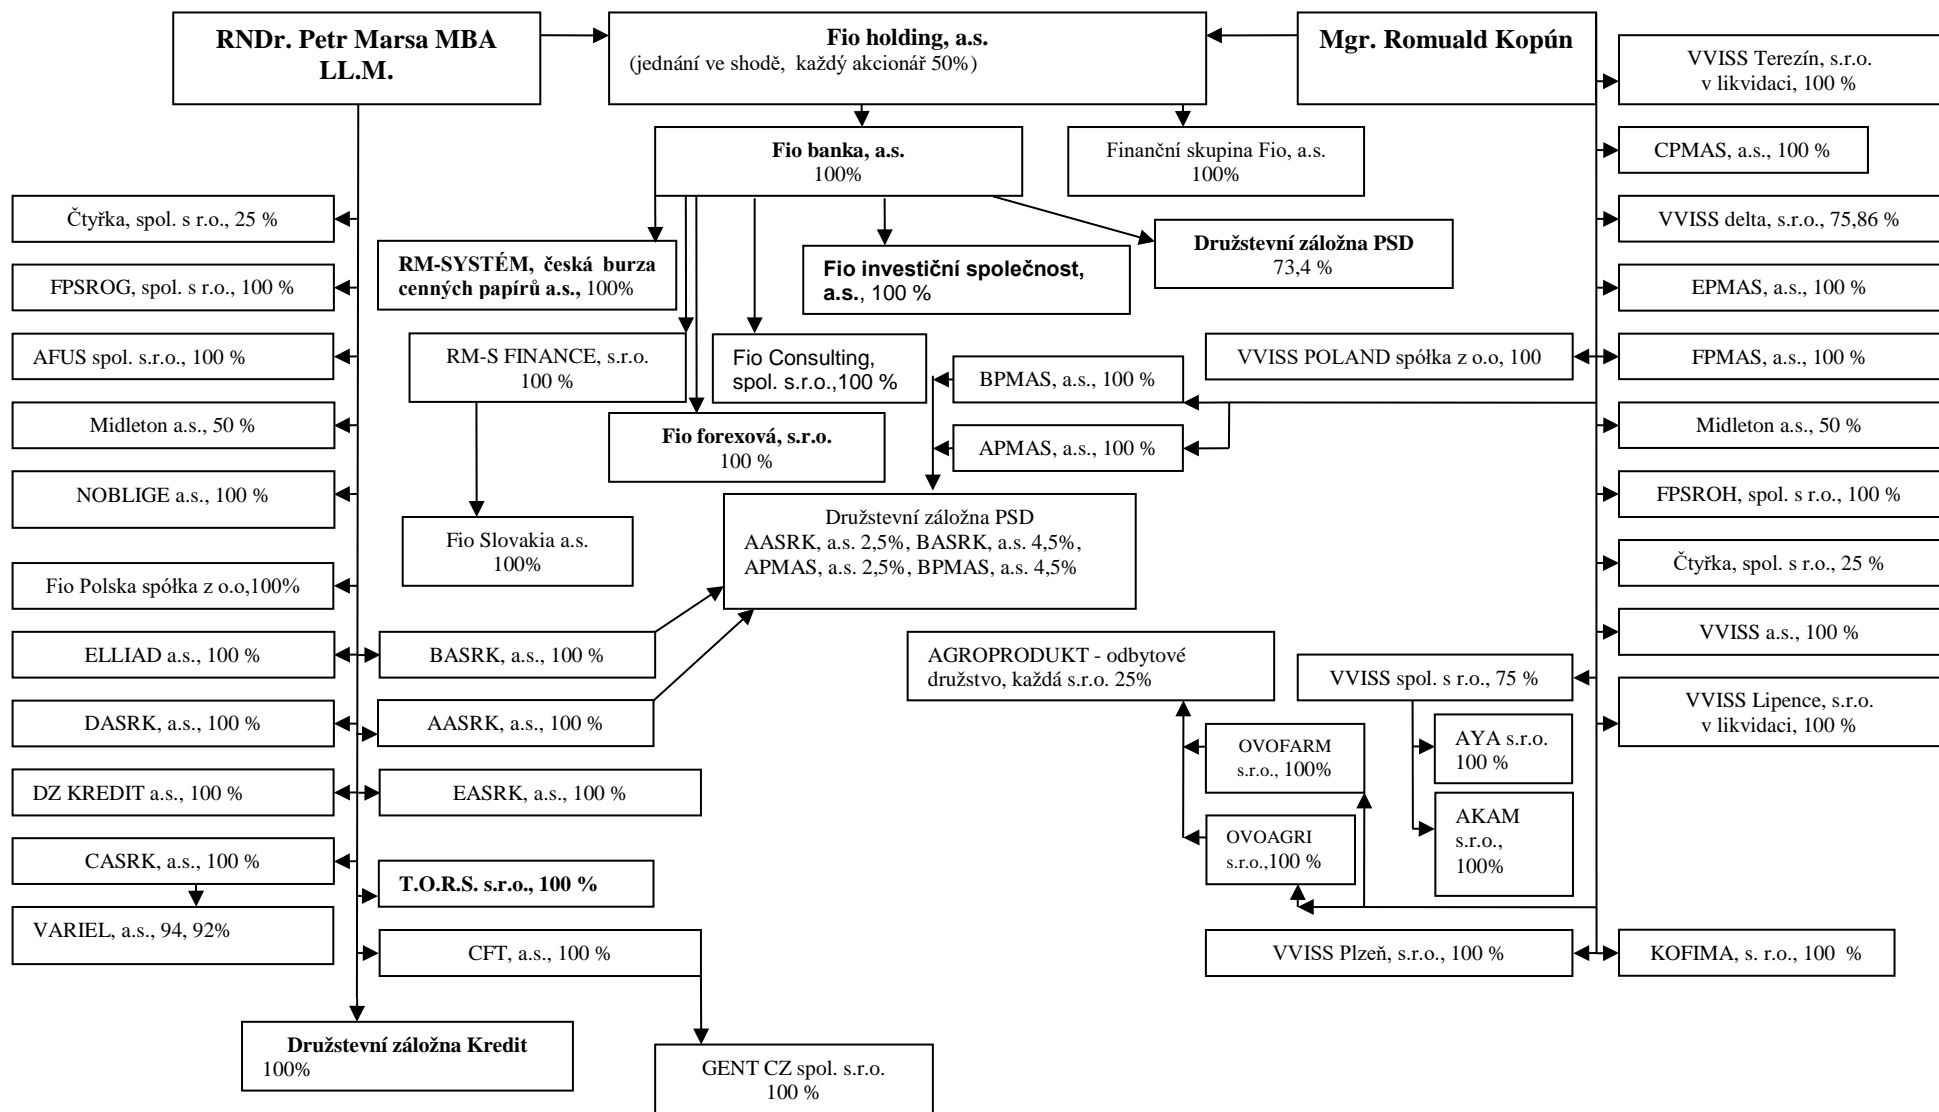 RNDr. Petr Marsa MBA
LL.M.
Fio holding, a.s.
(jednání ve shodě, každý akcionář 50%)
Mgr. Romuald Kopún
VVISS Terezín, s.r.o.
v likvidaci, 100 %
Fio banka, a.s.
100%
Finanční skupina Fio, a.s.
100%
CPMAS, a.s., 100 %
Čtyřka, spol. s r.o., 25 %
VVISS delta, s.r.o., 75,86 %
RM-SYSTÉM, česká burza
cenných papírů a.s., 100%
Fio investiční společnost,
a.s., 100 %
Družstevní záložna PSD
73,4 %
FPSROG, spol. s r.o., 100 %
EPMAS, a.s., 100 %
AFUS spol. s.r.o., 100 %
RM-S FINANCE, s.r.o.
100 %
Fio Consulting,
spol. s.r.o.,100 %
BPMAS, a.s., 100 %
VVISS POLAND spółka z o.o, 100
FPMAS, a.s., 100 %
Midleton a.s., 50 %
Fio forexová, s.r.o.
100 %
APMAS, a.s., 100 %
Midleton a.s., 50 %
NOBLIGE a.s., 100 %
FPSROH, spol. s r.o., 100 %
Fio Slovakia a.s.
100%
Družstevní záložna PSD
AASRK, a.s. 2,5%, BASRK, a.s. 4,5%,
APMAS, a.s. 2,5%, BPMAS, a.s. 4,5%
Fio Polska spółka z o.o,100%
Čtyřka, spol. s r.o., 25 %
ELLIAD a.s., 100 %
BASRK, a.s., 100 %
AGROPRODUKT - odbytové
družstvo, každá s.r.o. 25%
VVISS spol. s r.o., 75 %
VVISS a.s., 100 %
DASRK, a.s., 100 %
AASRK, a.s., 100 %
VVISS Lipence, s.r.o.
v likvidaci, 100 %
OVOFARM
s.r.o., 100%
AYA s.r.o.
100 %
DZ KREDIT a.s., 100 %
EASRK, a.s., 100 %
OVOAGRI
s.r.o.,100 %
AKAM
s.r.o.,
100%
CASRK, a.s., 100 %
T.O.R.S. s.r.o., 100 %
VARIEL, a.s., 94, 92%
CFT, a.s., 100 %
VVISS Plzeň, s.r.o., 100 %
KOFIMA, s. r.o., 100 %
Družstevní záložna Kredit
100%
GENT CZ spol. s.r.o.
100 %